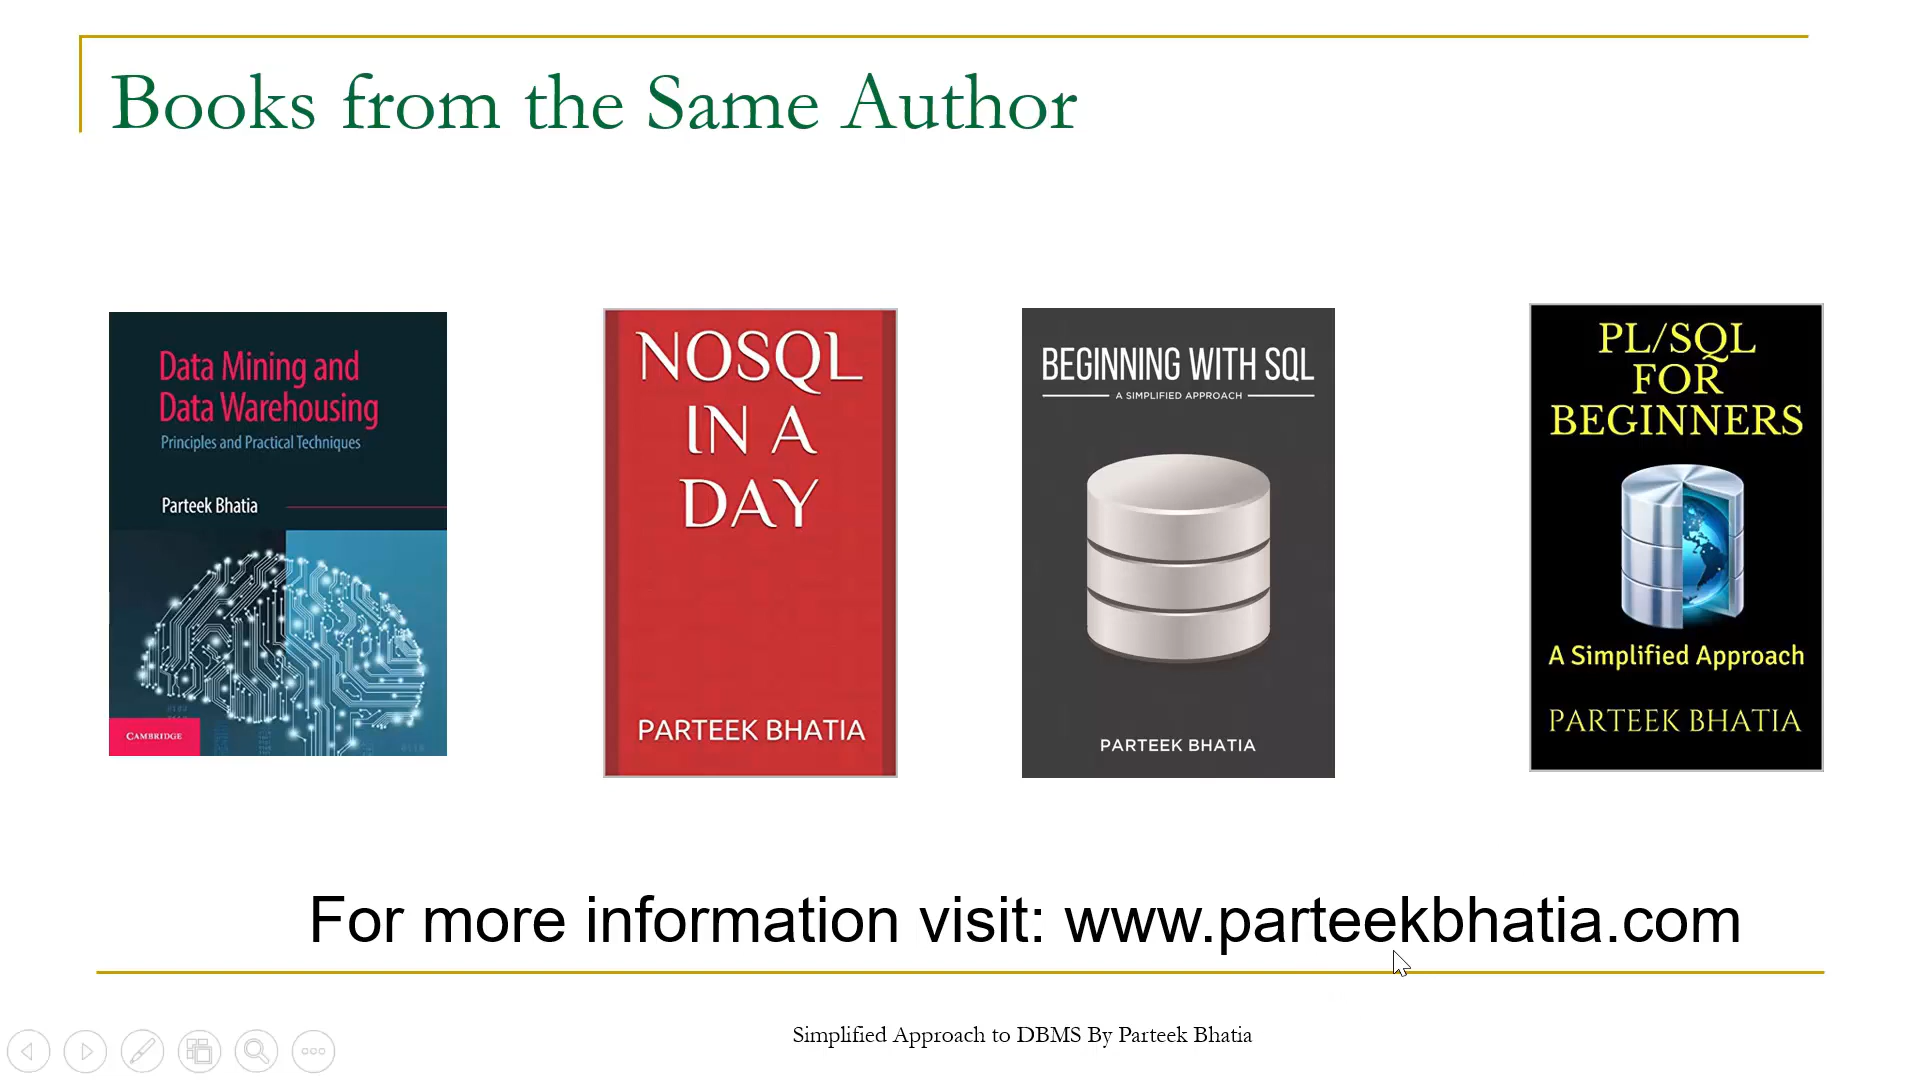 Books from the Same Author
Data Mining and
Data Warehousing
Principles and Practical Techniques
Parteek Bhatia
CAMBRIDGE
NOSQL
IN A
DAY
PARTEEK BHATIA
BEGINNING WITH SQL
A SIMPLIFIED APPROACH
PARTEEK BHATIA
PL/SQL
FOR
BEGINNERS
A Simplified Approach
PARTEEK BHATIA
For more information visit: www.parteekbhatia.com
Simplified Approach to DBMS By Parteek Bhatia